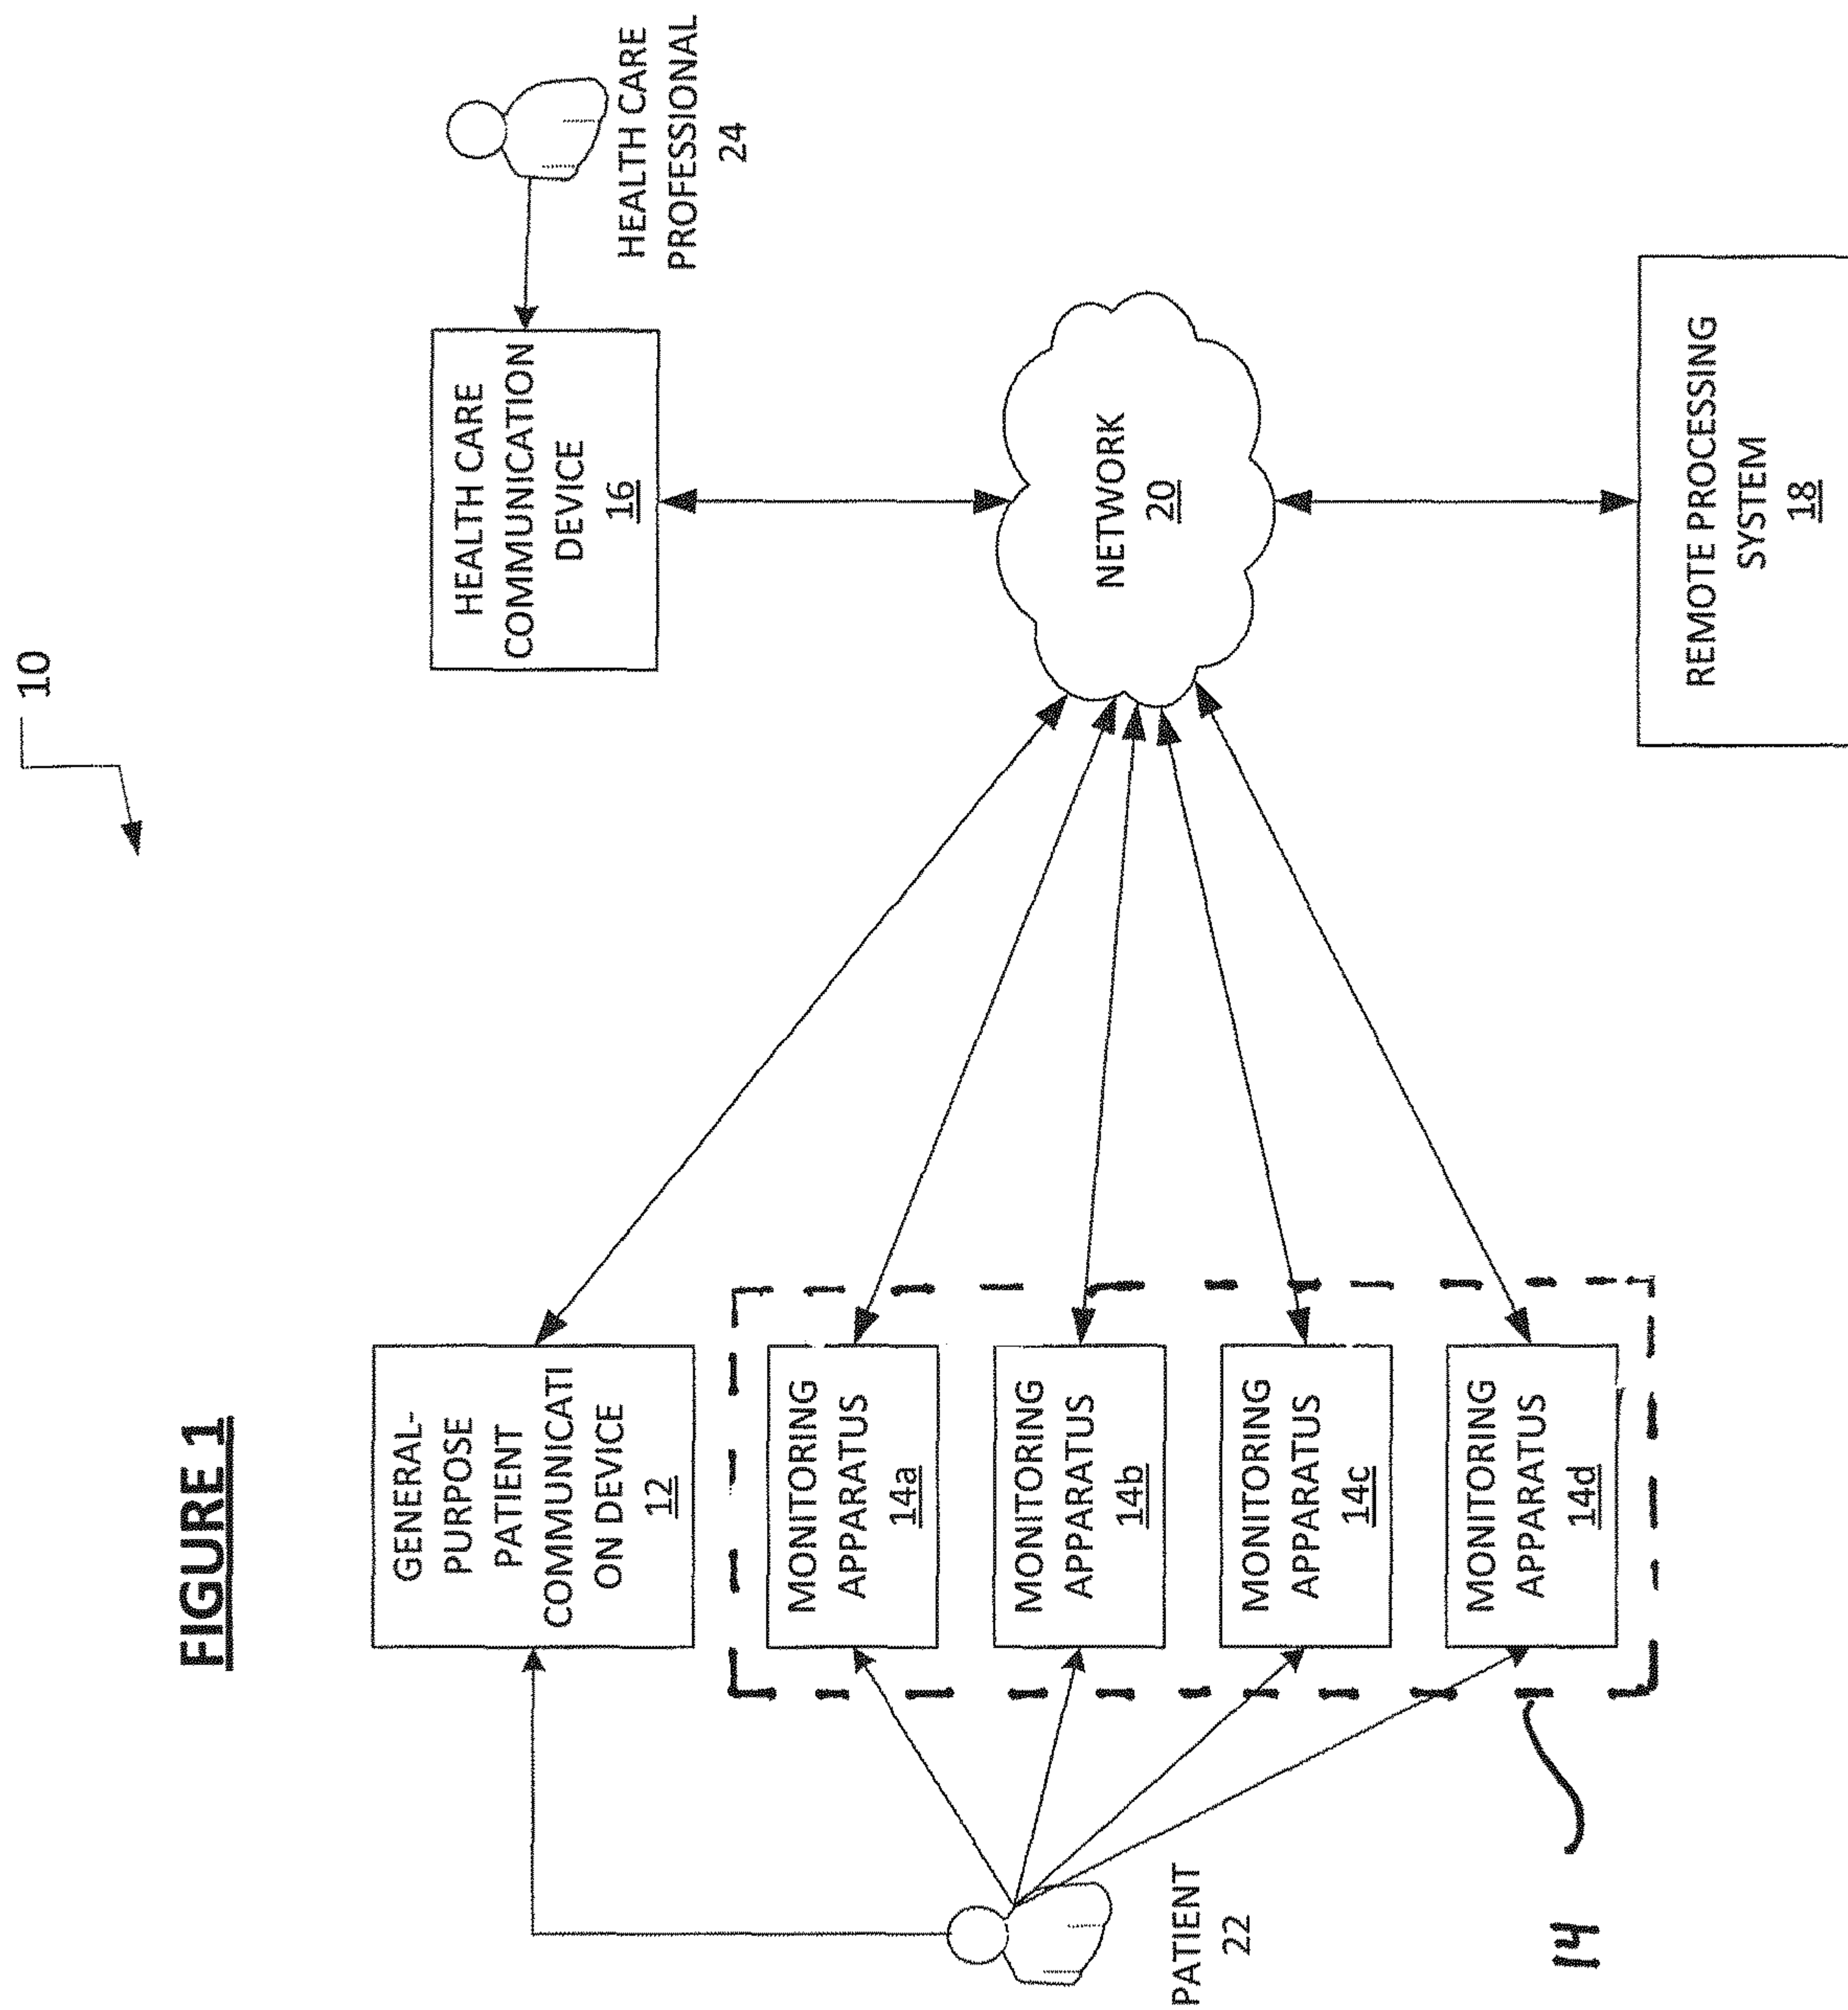 FIGURE 1
10
GENERAL-
PURPOSE
PATIENT
COMMUNICATI
ON DEVICE
12
HEALTH CARE
COMMUNICATION
DEVICE
16
HEALTH CARE
PROFESSIONAL
24
MONITORING
APPARATUS
14a
MONITORING
APPARATUS
14b
MONITORING
APPARATUS
14c
MONITORING
APPARATUS
14d
NETWORK
20
PATIENT
22
14
REMOTE PROCESSING
SYSTEM
18